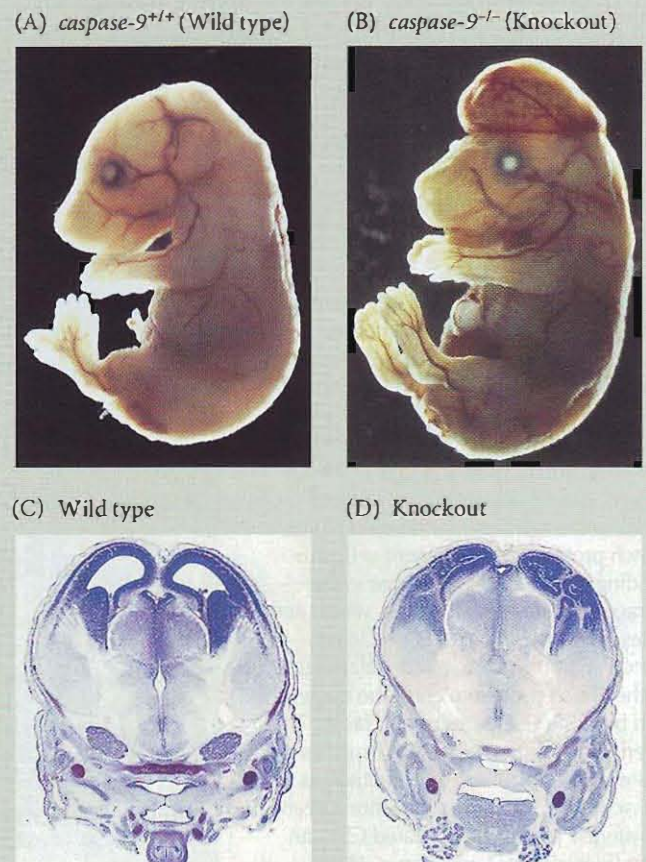 (A) caspase-9+/+ (Wild type)
(B) caspase-9–/– (Knockout)
(C) Wild type
(D) Knockout